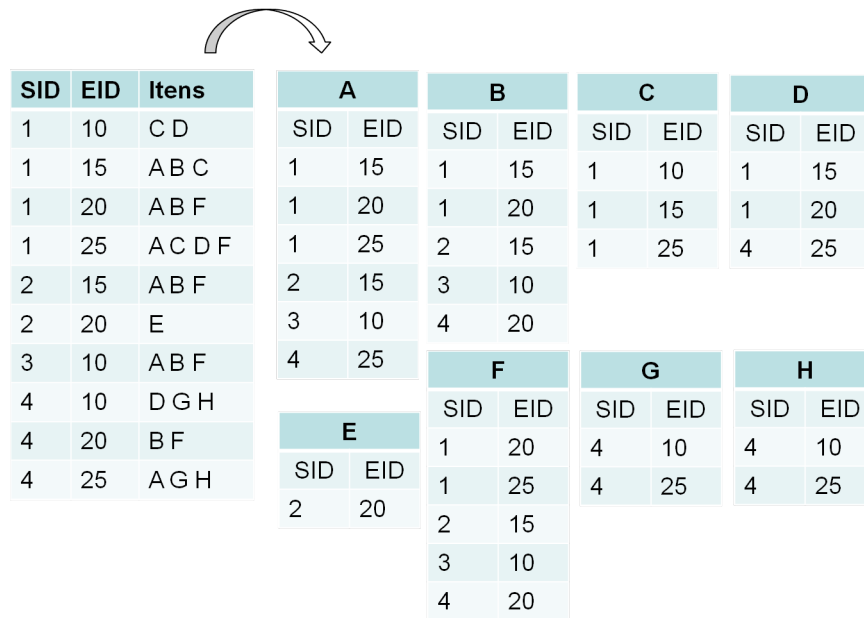 SID EID Itens
1 10 C D
1 15 A B C
1 20 A B F
1 25 A C D F
2 15 A B F
2 20 E
3 10 A B F
4 10 D G H
4 20 B F
4 25 A G H
A
SID EID
1 15
1 20
1 25
2 15
3 10
4 25
B
SID EID
1 15
1 20
2 15
3 10
4 20
C
SID EID
1 10
1 15
1 25
D
SID EID
1 15
1 20
4 25
E
SID EID
2 20
F
SID EID
1 20
1 25
2 15
3 10
4 20
G
SID EID
4 10
4 25
H
SID EID
4 10
4 25